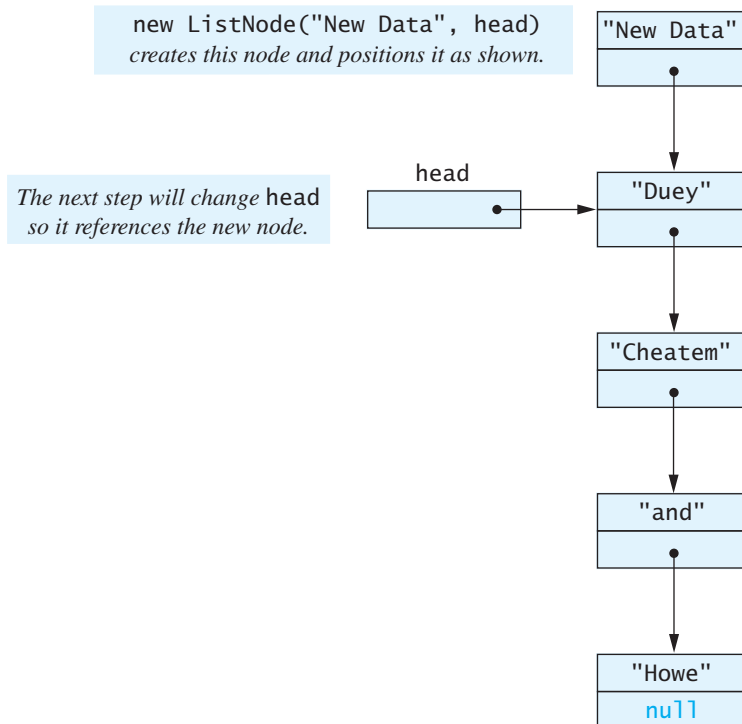 new ListNode("New Data", head)
creates this node and positions it as shown.
"New Data"
head
The next step will change head
so it references the new node.
"Duey"
"Cheatem"
"and"
"Howe"
null